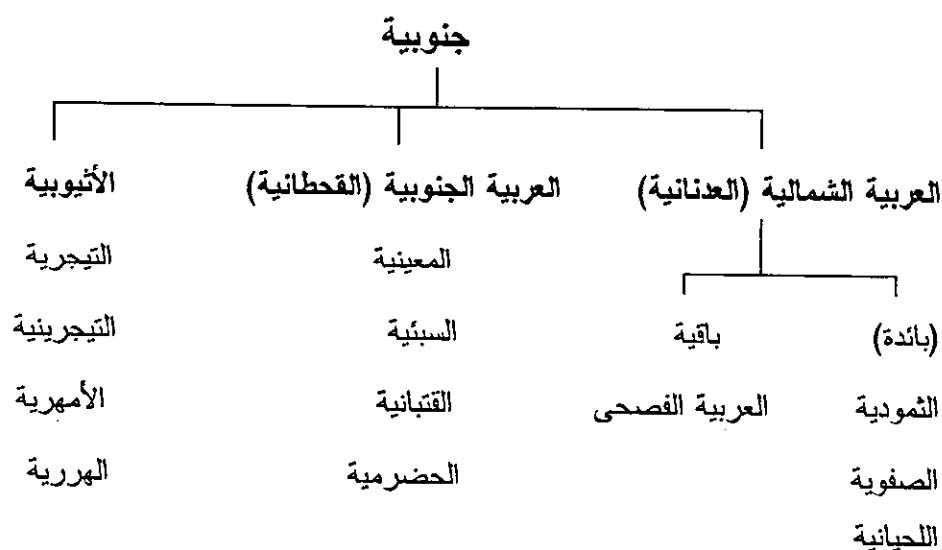 جنوبية
العربية الشمالية (العدنانية) العربية الجنوبية (القحطانية) الأثيوبية
المعينية التيجرية
(بائدة) باقية السبئية التيجرينية
الثمودية العربية الفصحى القتبانية الأمهرية
الصفوية الحضرمية الهررية
اللحيانية